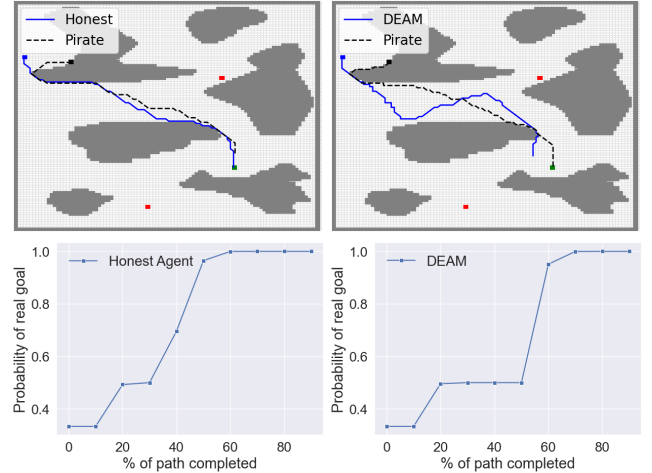 Honest
Pirate
DEAM
Pirate
Probability of real goal
1.0
0.8
0.6
0.4
Honest Agent
0 20 40 60 80
% of path completed
Probability of real goal
1.0
0.8
0.6
0.4
DEAM
0 20 40 60 80
% of path completed